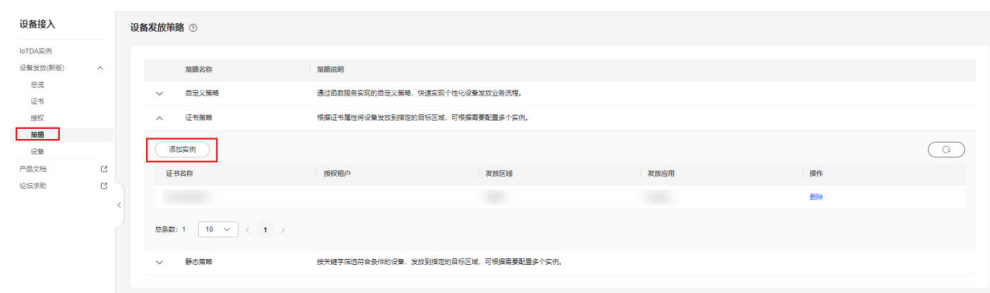 设备接入
IoTDA实例
设备发放(新版)
总览
证书
授权
策略
设备
产品文档
论坛求助
设备发放策略
策略名称 策略说明
自定义策略 通过函数服务实现的自定义策略，快速实现个性化设备发放业务流程。
证书策略 根据证书属性将设备发放到指定的目标区域，可根据需要配置多个实例。
添加实例
证书名称 授权租户 发放区域 发放应用 操作
删除
总条数: 1 10 1
静态策略 按关键字筛选符合条件的设备，发放到指定的目标区域，可根据需要配置多个实例。